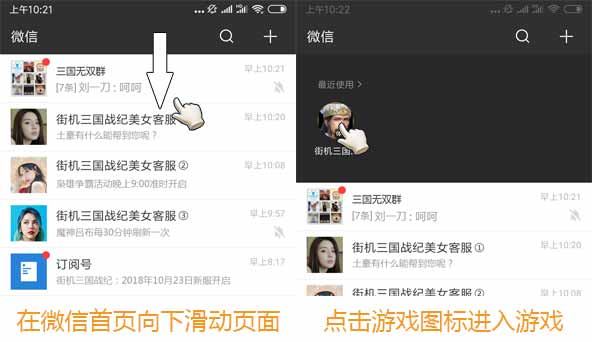 上午10:21
微信
三国无双群
早上10:21
[7条] 刘一刀：呵呵
街机三国战纪美女客服
早上10:20
土豪有什么能帮到您呢？
街机三国战纪美女客服②
早上10:08
枭雄争霸活动晚上9:00准时开启
街机三国战纪美女客服③
早上9:57
魔神吕布每30分钟刷新一次
订阅号
早上8:17
街机三国战纪：2018年10月23日新服开启
在微信首页向下滑动页面
上午10:22
微信
最近使用 >
街机三国...
三国无双群
早上10:21
[7条] 刘一刀：呵呵
街机三国战纪美女客服①
早上10:20
土豪有什么能帮到您呢？
街机三国战纪美女客服②
早上10:08
点击游戏图标进入游戏